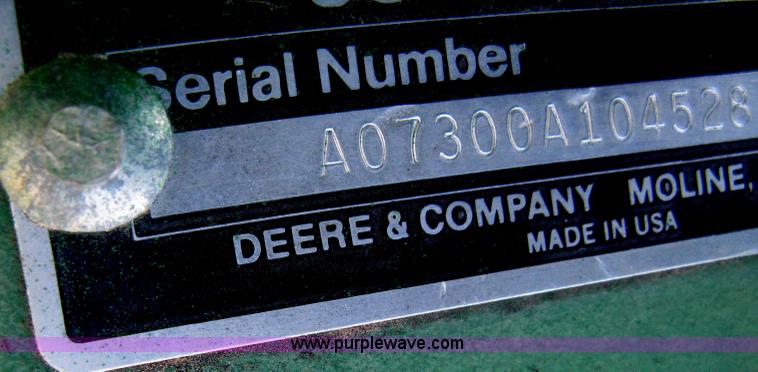 Serial Number
A07300A104528
DEERE & COMPANY MOLINE,
MADE IN USA
www.purplewave.com